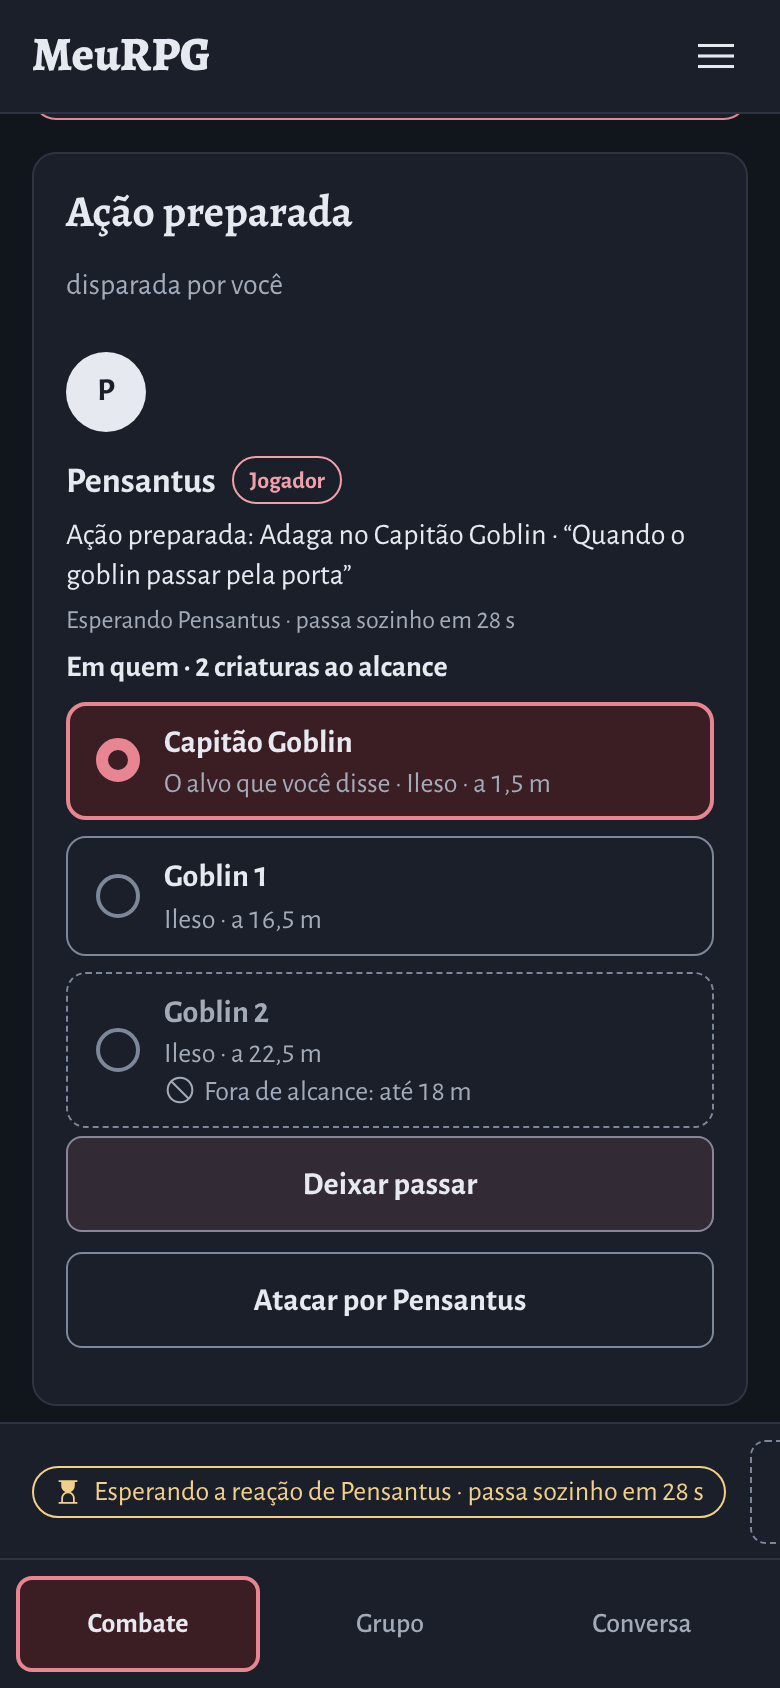 MeuRPG
Ação preparada
disparada por você
P
Pensantus
Jogador
Ação preparada: Adaga no Capitão Goblin · “Quando o
goblin passar pela porta”
Esperando Pensantus · passa sozinho em 28 s
Em quem · 2 criaturas ao alcance
Capitão Goblin
O alvo que você disse · Ileso · a 1,5 m
Goblin 1
Ileso · a 16,5 m
Goblin 2
Ileso · a 22,5 m
Fora de alcance: até 18 m
Deixar passar
Atacar por Pensantus
Esperando a reação de Pensantus · passa sozinho em 28 s
Combate
Grupo
Conversa